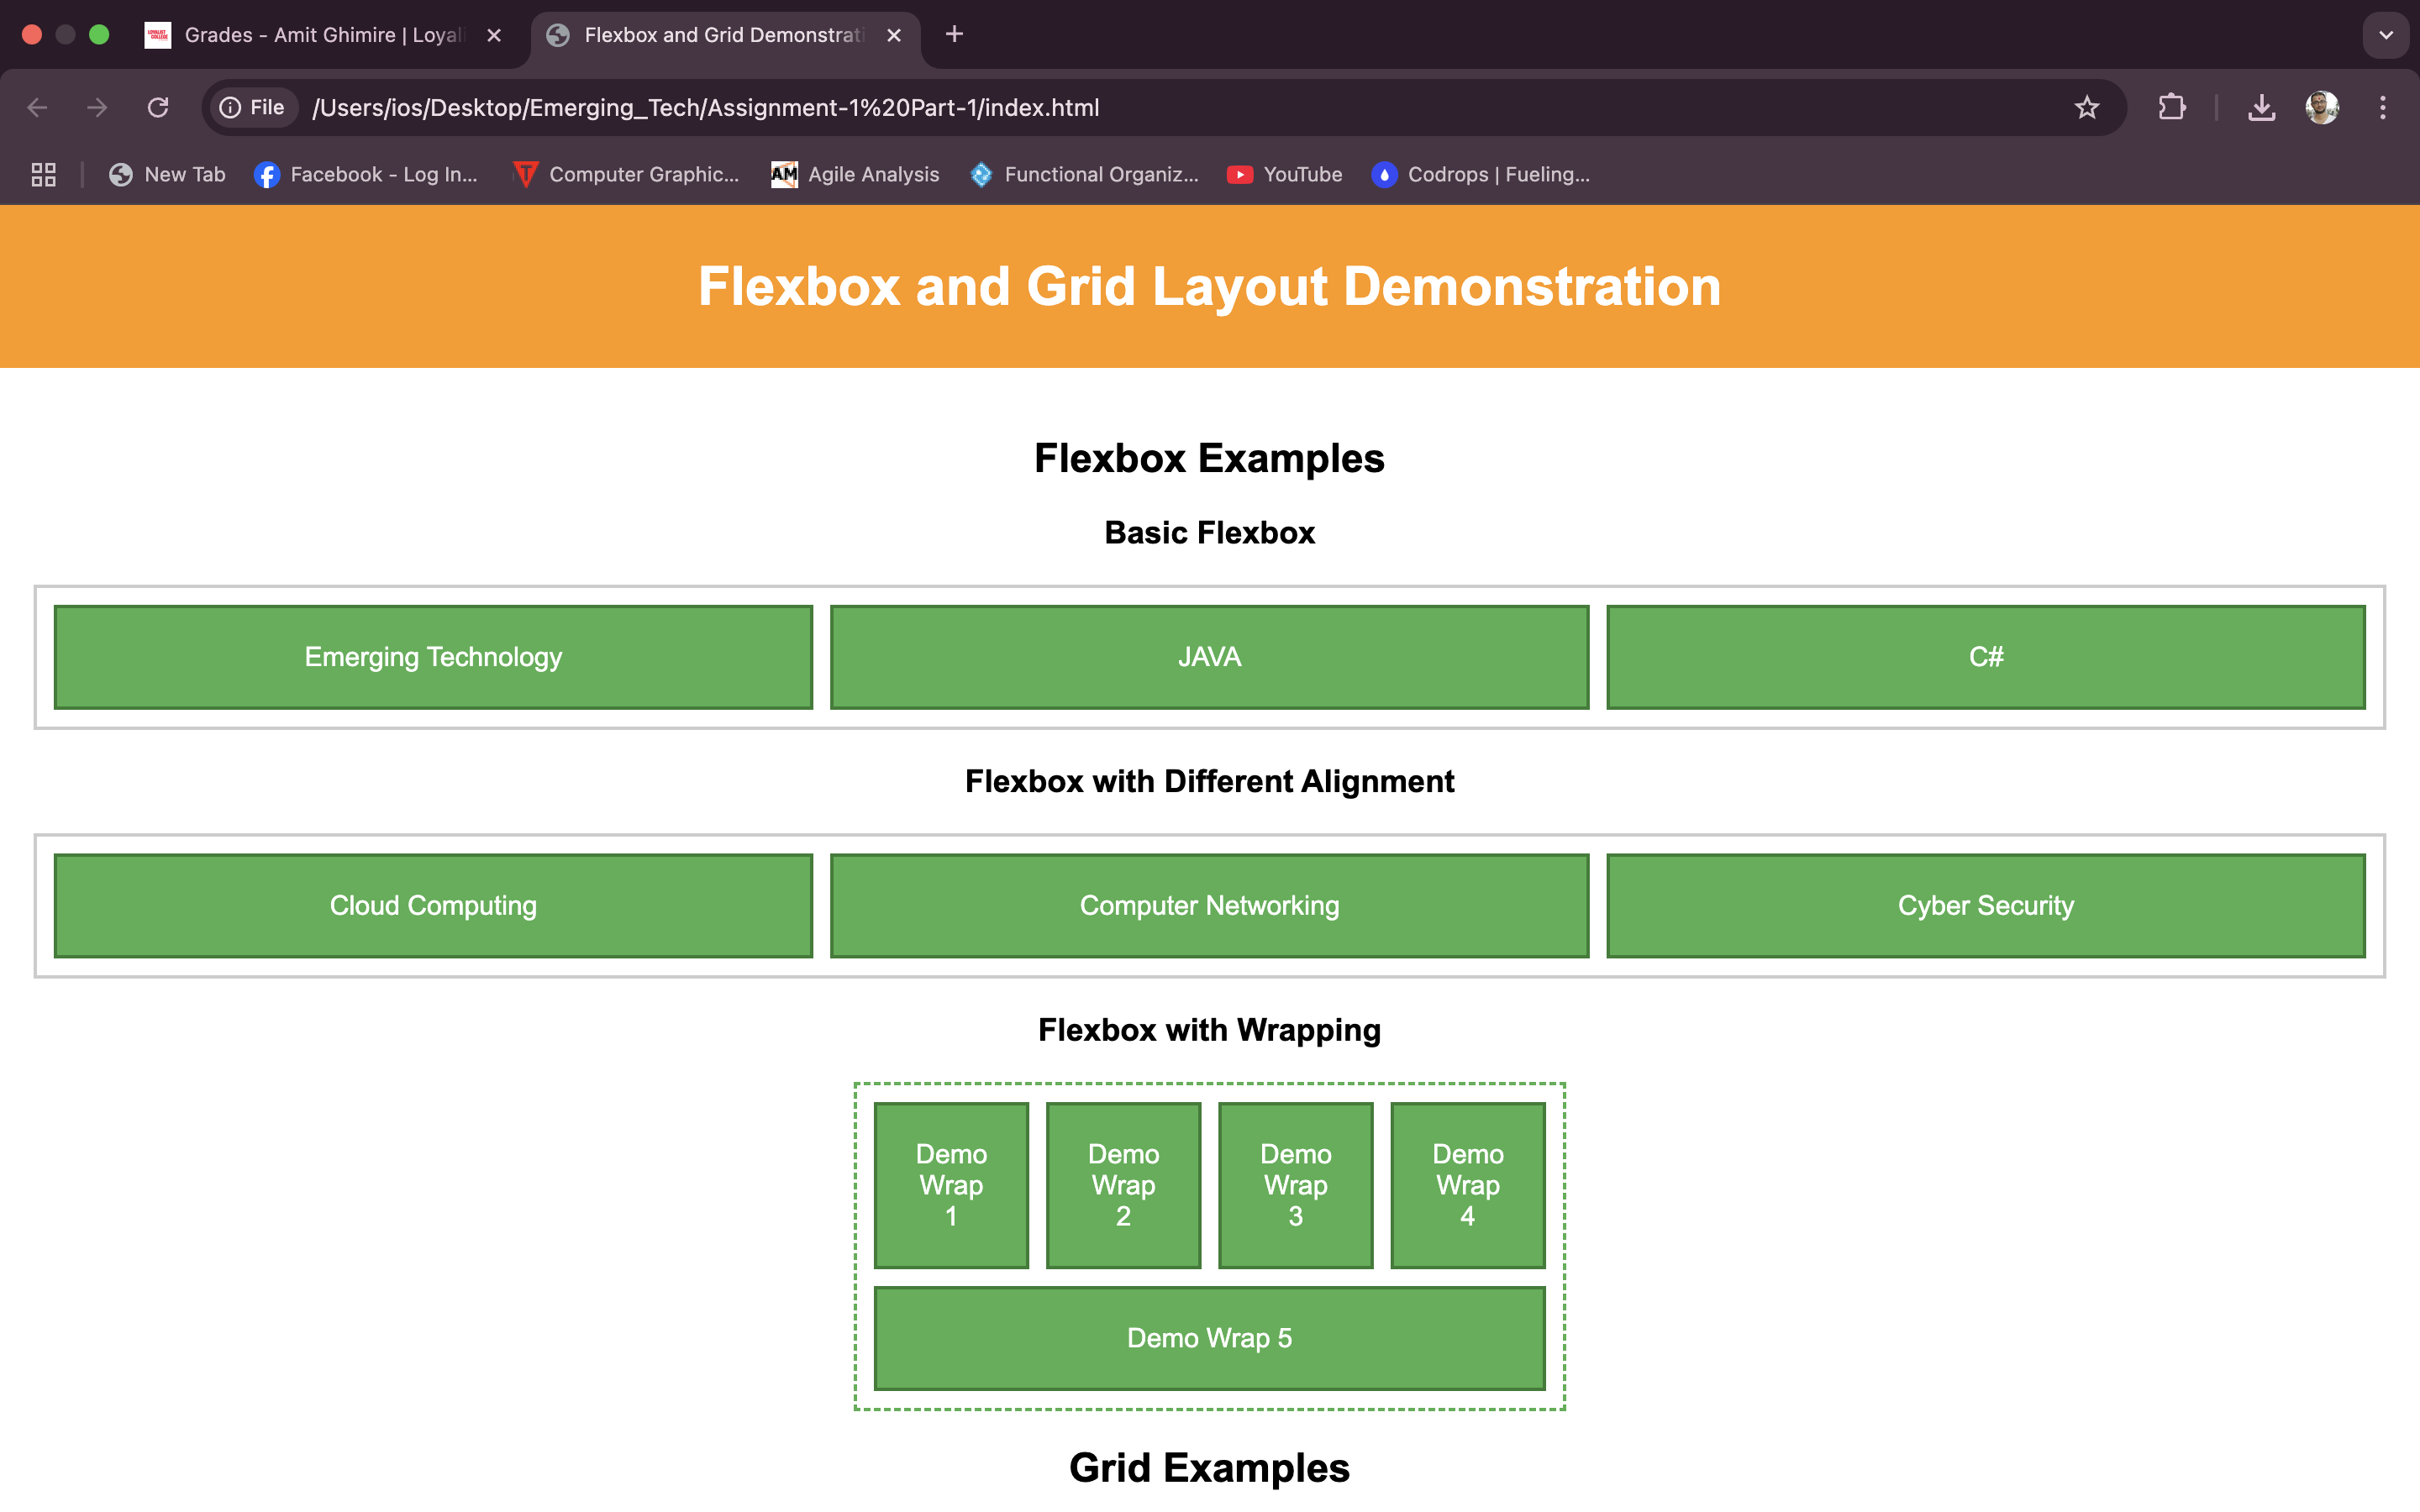 Grades - Amit Ghimire | Loyali
Flexbox and Grid Demonstrati
File /Users/ios/Desktop/Emerging_Tech/Assignment-1%20Part-1/index.html
New Tab
Facebook - Log In...
Computer Graphic...
AM Agile Analysis
Functional Organiz...
YouTube
Codrops | Fueling...
Flexbox and Grid Layout Demonstration
Flexbox Examples
Basic Flexbox
Emerging Technology
JAVA
C#
Flexbox with Different Alignment
Cloud Computing
Computer Networking
Cyber Security
Flexbox with Wrapping
Demo
Wrap
1
Demo
Wrap
2
Demo
Wrap
3
Demo
Wrap
4
Demo Wrap 5
Grid Examples